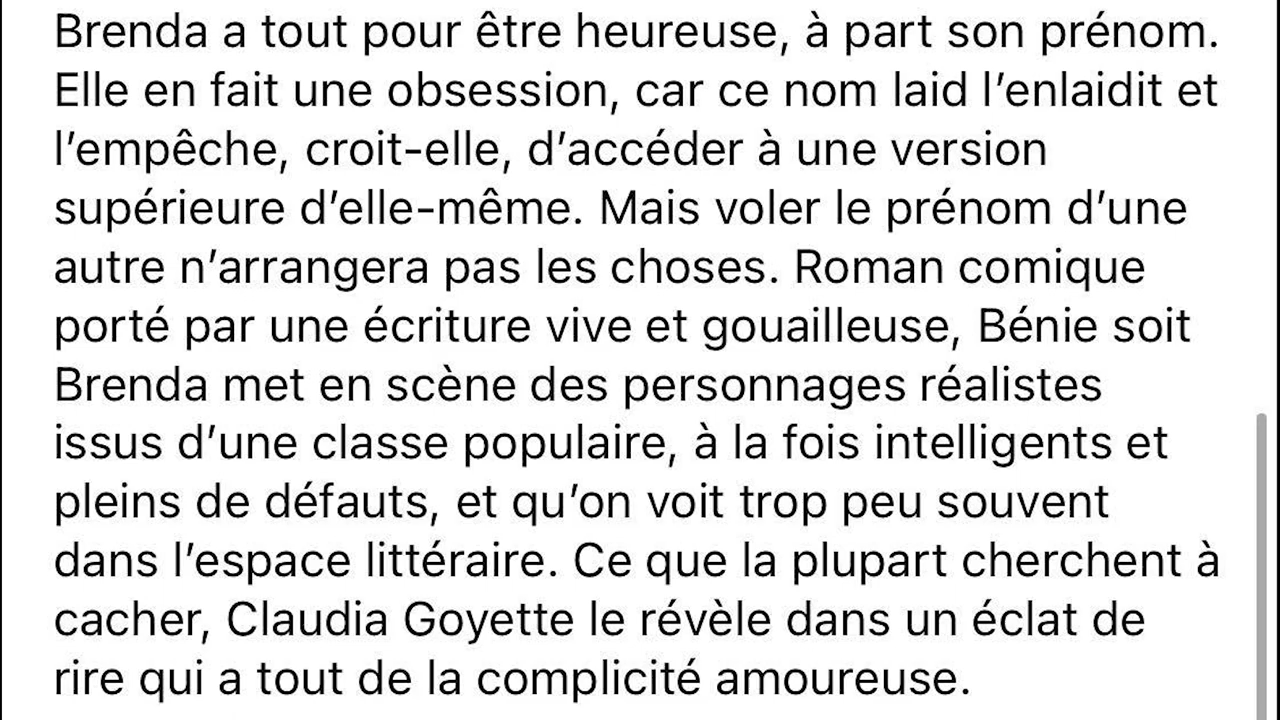 Brenda a tout pour être heureuse, à part son prénom.
Elle en fait une obsession, car ce nom laid l’enlaidit et
l’empêche, croit-elle, d’accéder à une version
supérieure d’elle-même. Mais voler le prénom d’une
autre n’arrangera pas les choses. Roman comique
porté par une écriture vive et gouailleuse, Bénie soit
Brenda met en scène des personnages réalistes
issus d’une classe populaire, à la fois intelligents et
pleins de défauts, et qu’on voit trop peu souvent
dans l’espace littéraire. Ce que la plupart cherchent à
cacher, Claudia Goyette le révèle dans un éclat de
rire qui a tout de la complicité amoureuse.